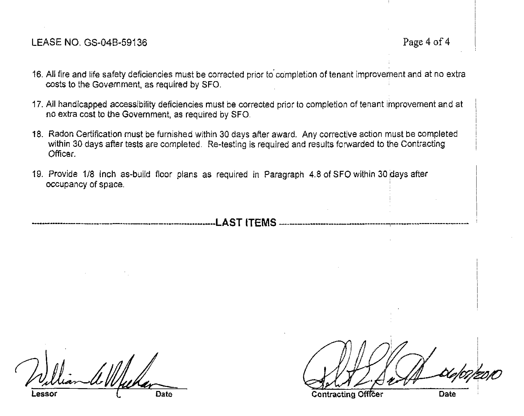 LEASE NO. GS-04B-59136 Page 4 of 4
16. All fire and life safety deficiencies must be corrected prior to completion of tenant improvement and at no extra
costs to the Government, as required by SFO.
17. All handicapped accessibility deficiencies must be corrected prior to completion of tenant improvement and at
no extra cost to the Government, as required by SFO.
18. Radon Certification must be furnished within 30 days after award. Any corrective action must be completed
within 30 days after tests are completed. Re-testing is required and results forwarded to the Contracting
Officer.
19. Provide 1/8 inch as-build floor plans as required in Paragraph 4.8 of SFO within 30 days after
occupancy of space.
LAST ITEMS
William A Meehan
Lessor Date Contracting Officer Date